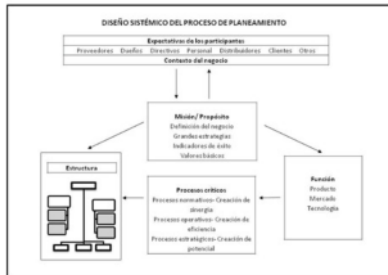 DISEÑO SISTÉMICO DEL PROCESO DE PLANEAMIENTO
Expectativas de los participantes
Proveedores Dueños Directivos Personal Distribuidores Clientes Otros
Contexto del negocio
Misión/ Propósito
Definición del negocio
Grandes estrategias
Indicadores de éxito
Valores básicos
Estructura
Procesos críticos
Procesos normativos- Creación de
sinergia
Procesos operativos- Creación de
eficiencia
Procesos estratégicos- Creación de
potencial
Función
Producto
Mercado
Tecnología